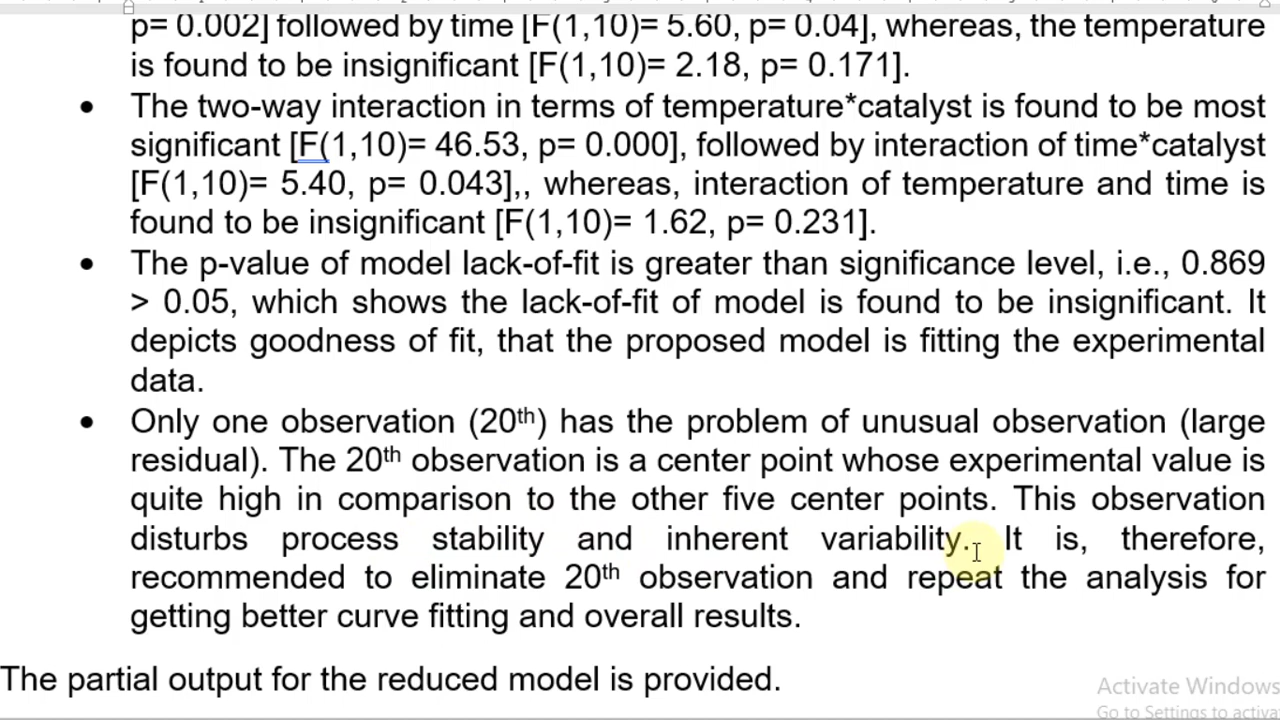 p= 0.002] followed by time [F(1,10)= 5.60, p= 0.04], whereas, the temperature
is found to be insignificant [F(1,10)= 2.18, p= 0.171].
• The two-way interaction in terms of temperature*catalyst is found to be most
significant [F(1,10)= 46.53, p= 0.000], followed by interaction of time*catalyst
[F(1,10)= 5.40, p= 0.043],, whereas, interaction of temperature and time is
found to be insignificant [F(1,10)= 1.62, p= 0.231].
• The p-value of model lack-of-fit is greater than significance level, i.e., 0.869
> 0.05, which shows the lack-of-fit of model is found to be insignificant. It
depicts goodness of fit, that the proposed model is fitting the experimental
data.
• Only one observation (20th) has the problem of unusual observation (large
residual). The 20th observation is a center point whose experimental value is
quite high in comparison to the other five center points. This observation
disturbs process stability and inherent variability. It is, therefore,
recommended to eliminate 20th observation and repeat the analysis for
getting better curve fitting and overall results.
The partial output for the reduced model is provided.
Activate Windows
Go to Settings to activa